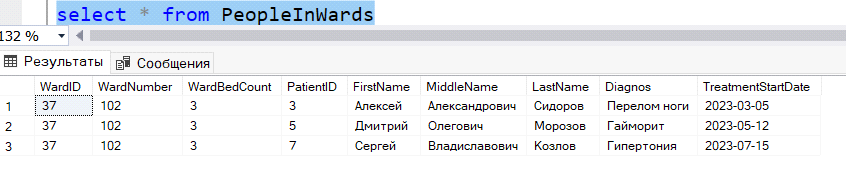 select * from PeopleInWards
132 %
Результаты Сообщения
WardID WardNumber WardBedCount PatientID FirstName MiddleName LastName Diagnos TreatmentStartDate
1 37 102 3 3 Алексей Александрович Сидоров Перелом ноги 2023-03-05
2 37 102 3 5 Дмитрий Олегович Морозов Гайморит 2023-05-12
3 37 102 3 7 Сергей Владиславович Козлов Гипертония 2023-07-15